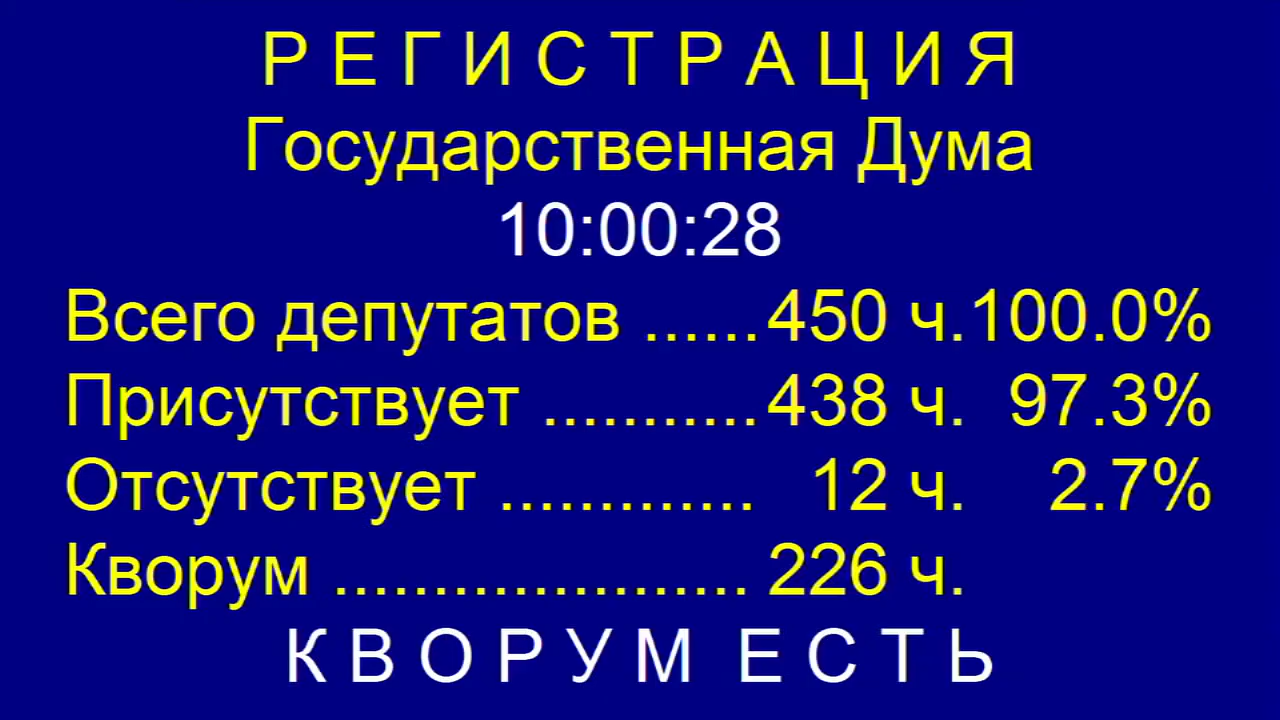 Р Е Г И С Т Р А Ц И Я
Государственная Дума
10:00:28
Всего депутатов ......450 ч.100.0%
Присутствует ...........438 ч. 97.3%
Отсутствует ............. 12 ч. 2.7%
Кворум ..................... 226 ч.
К В О Р У М Е С Т Ь